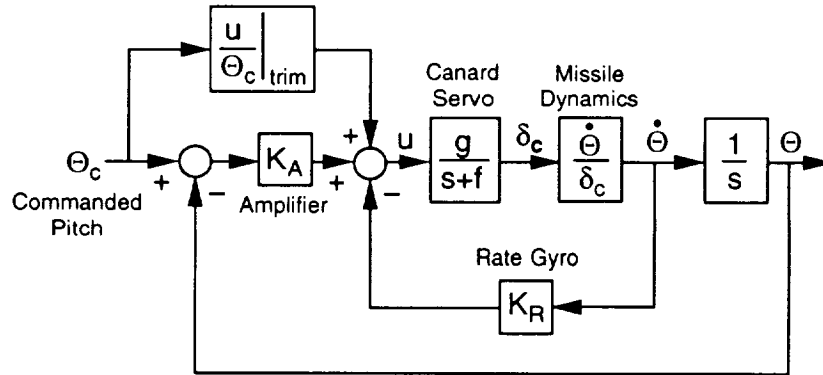 u
Θc
trim
Canard
Servo
Missile
Dynamics
Θc
Commanded
Pitch
+
−
KA
Amplifier
+
+
−
u
g
s+f
δc
Θ̇
δc
Θ̇
1
s
Θ
Rate Gyro
KR